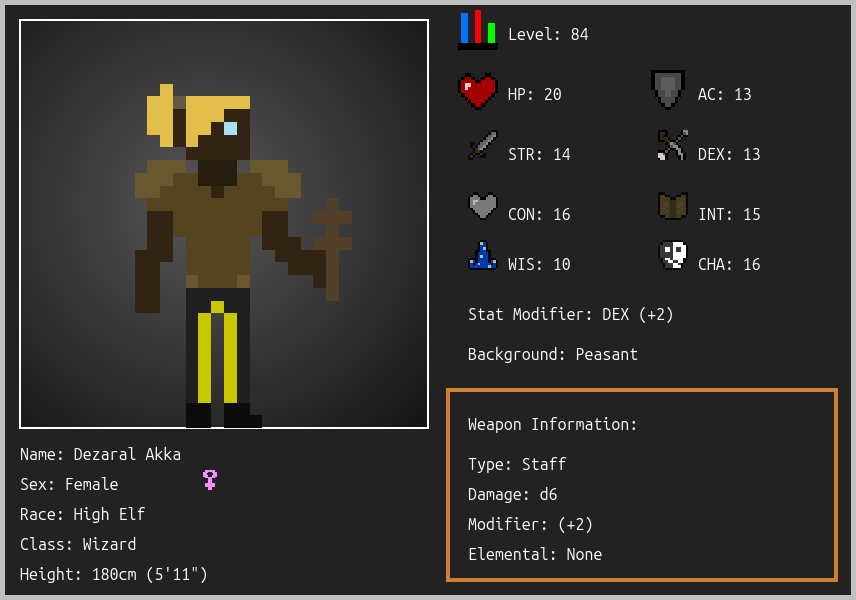 Level: 84
HP: 20
AC: 13
STR: 14
DEX: 13
CON: 16
INT: 15
WIS: 10
CHA: 16
Stat Modifier: DEX (+2)
Background: Peasant
Weapon Information:
Type: Staff
Damage: d6
Modifier: (+2)
Elemental: None
Name: Dezaral Akka
Sex: Female
Race: High Elf
Class: Wizard
Height: 180cm (5'11")